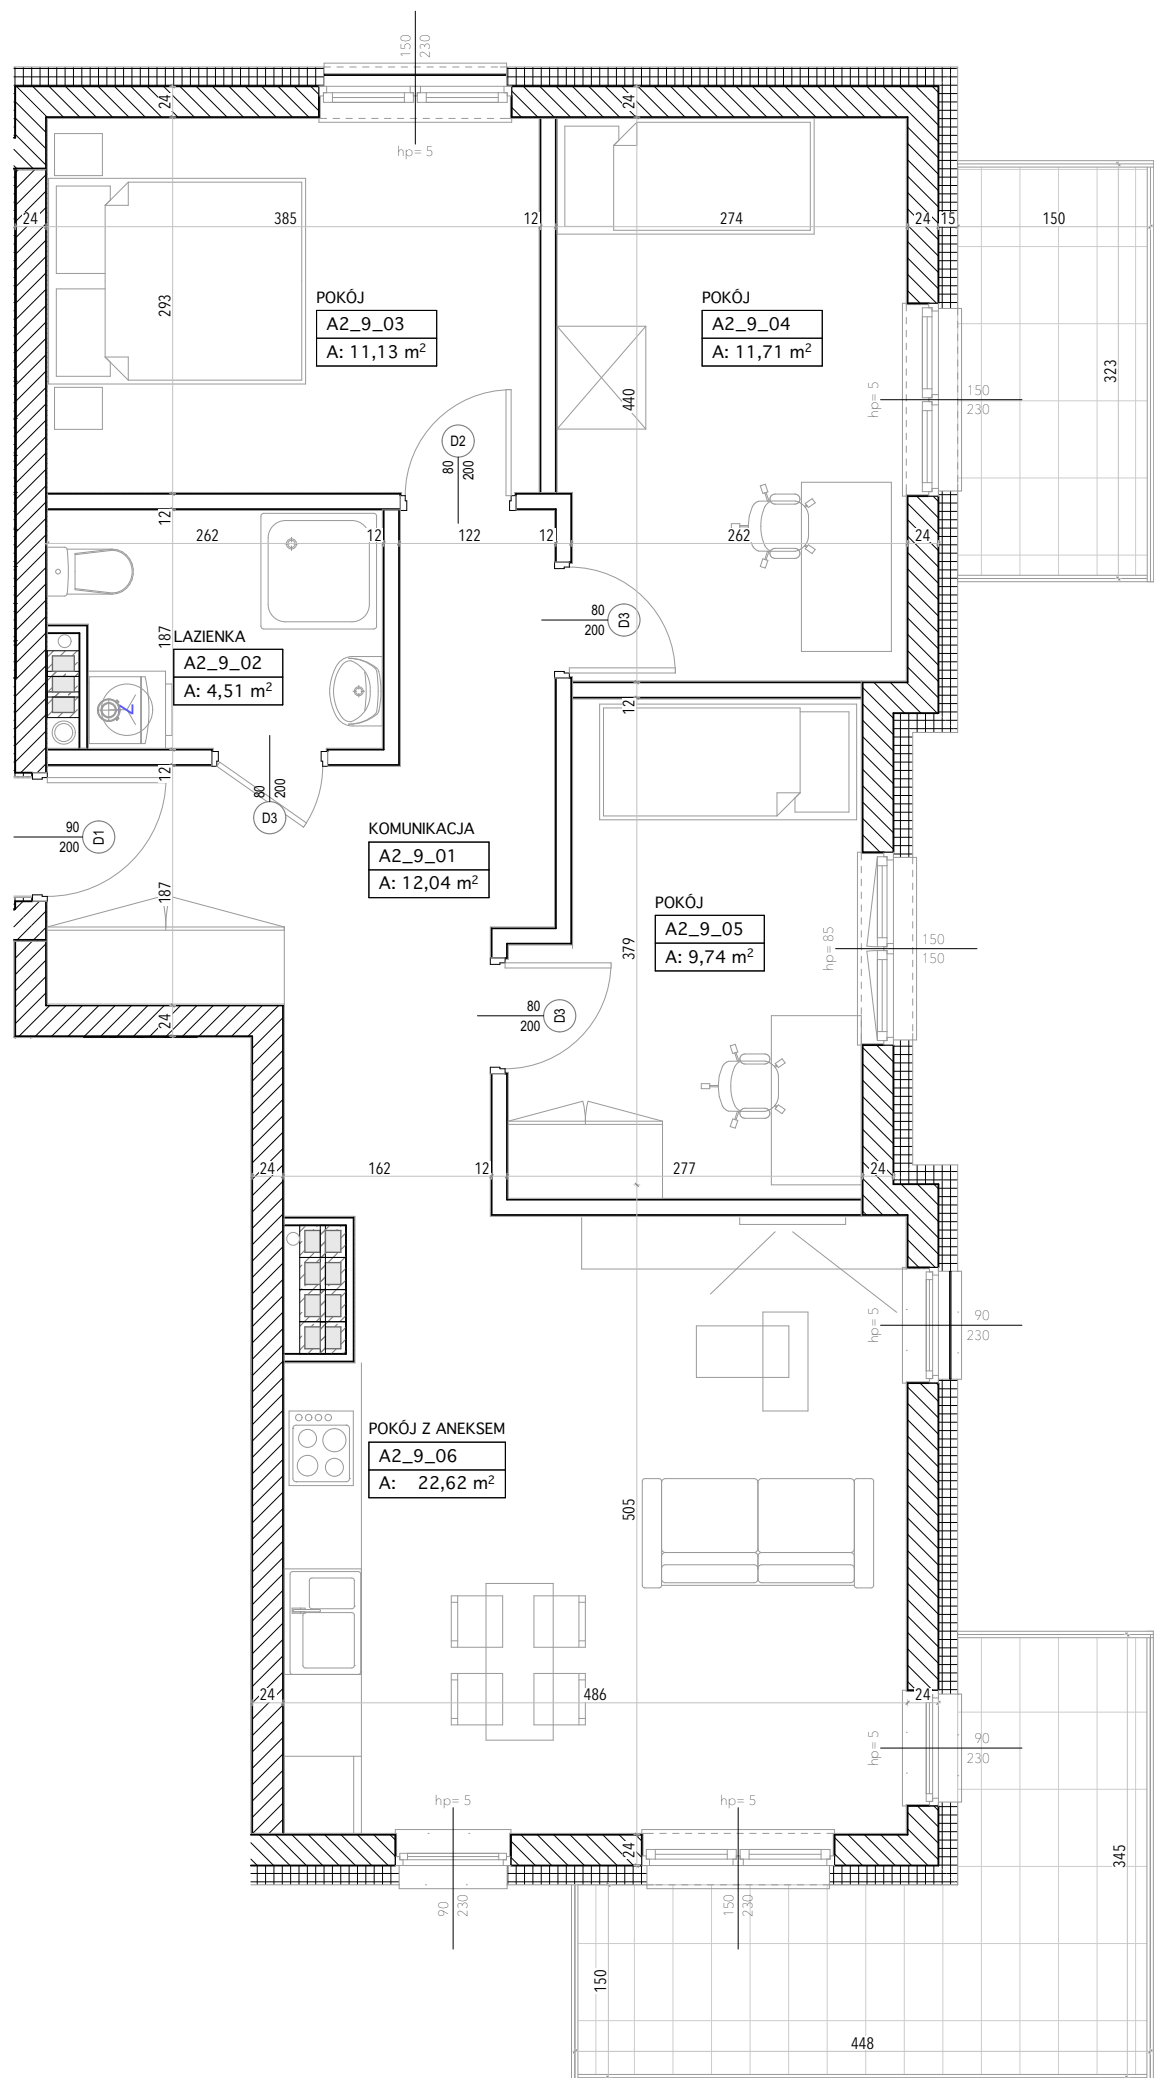 150
230
hp= 5
24
24
24
385
12
274
24
15
150
293
POKÓJ
A2_9_03
A: 11,13 m²
POKÓJ
A2_9_04
A: 11,71 m²
323
440
hp= 5
150
230
D2
80
200
12
262
12
122
12
262
24
187
80
200
D3
LAZIENKA
A2_9_02
A: 4,51 m²
Z
12
12
80
200
D3
90
200
D1
KOMUNIKACJA
A2_9_01
A: 12,04 m²
187
POKÓJ
A2_9_05
A: 9,74 m²
379
hp= 85
150
150
80
200
D3
24
24
162
12
277
24
hp= 5
90
230
POKÓJ Z ANEKSEM
A2_9_06
A: 22,62 m²
505
24
486
24
hp= 5
90
230
hp= 5
hp= 5
24
345
90
230
150
230
150
448